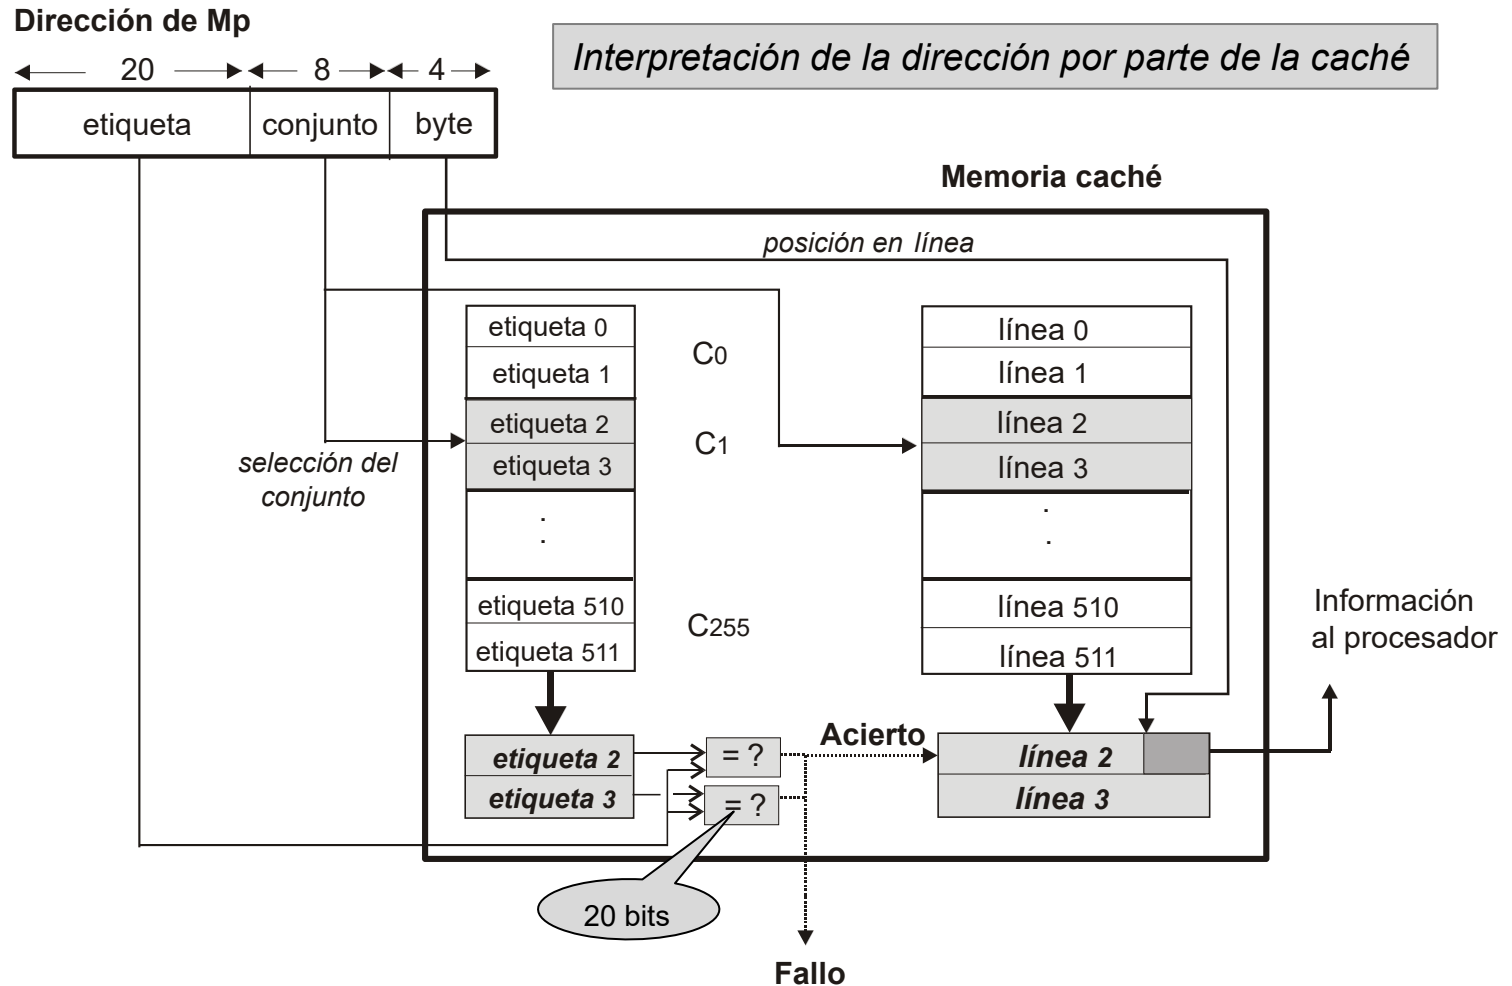 Dirección de Mp
Interpretación de la dirección por parte de la caché
20 8 4
etiqueta conjunto byte
Memoria caché
posición en línea
etiqueta 0
etiqueta 1
C0
línea 0
línea 1
etiqueta 2
etiqueta 3
C1
línea 2
línea 3
selección del
conjunto
:
:
etiqueta 510
etiqueta 511
C255
línea 510
línea 511
Información
al procesador
etiqueta 2
etiqueta 3
= ?
= ?
Acierto
línea 2
línea 3
20 bits
Fallo